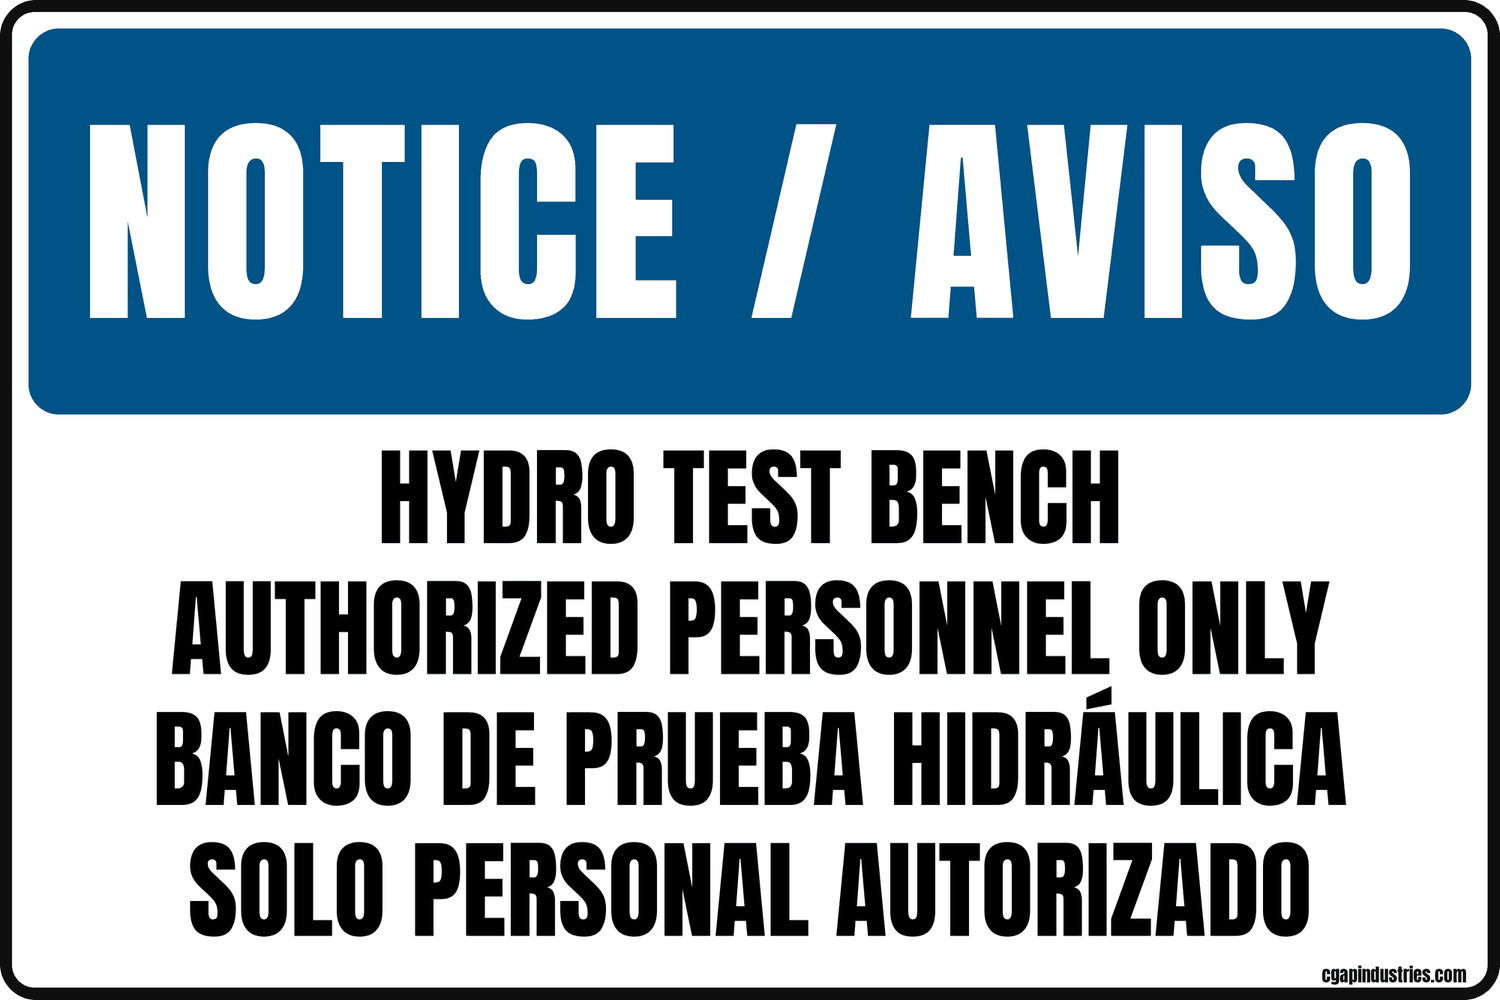 NOTICE / AVISO
HYDRO TEST BENCH
AUTHORIZED PERSONNEL ONLY
BANCO DE PRUEBA HIDRÁULICA
SOLO PERSONAL AUTORIZADO
cgapindustries.com